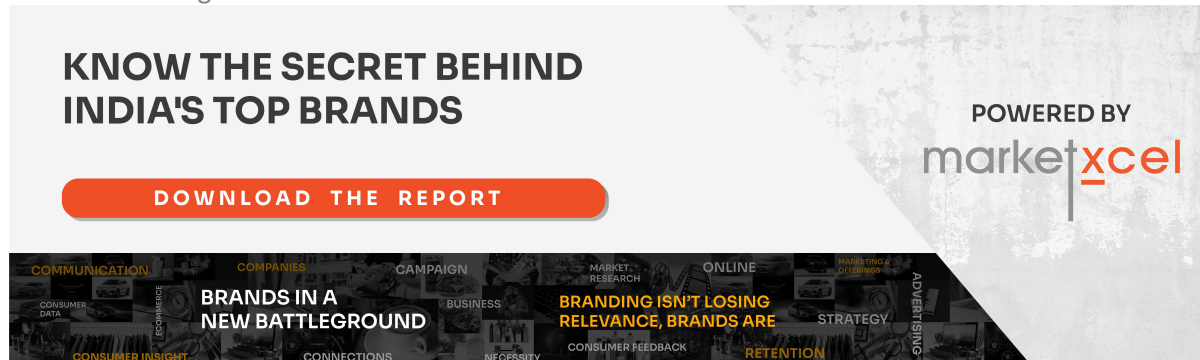 KNOW THE SECRET BEHIND
INDIA'S TOP BRANDS
DOWNLOAD THE REPORT
POWERED BY
marketxcel
COMMUNICATION
COMPANIES
CAMPAIGN
MARKET
RESEARCH
ONLINE
MARKETING &
OFFERINGS
CONSUMER
DATA
ECOMMERCE
BRANDS IN A
NEW BATTLEGROUND
BUSINESS
BRANDING ISN'T LOSING
RELEVANCE, BRANDS ARE
STRATEGY
ADVERTISING
CONSUMER INSIGHT
CONNECTIONS
NECESSITY
CONSUMER FEEDBACK
RETENTION